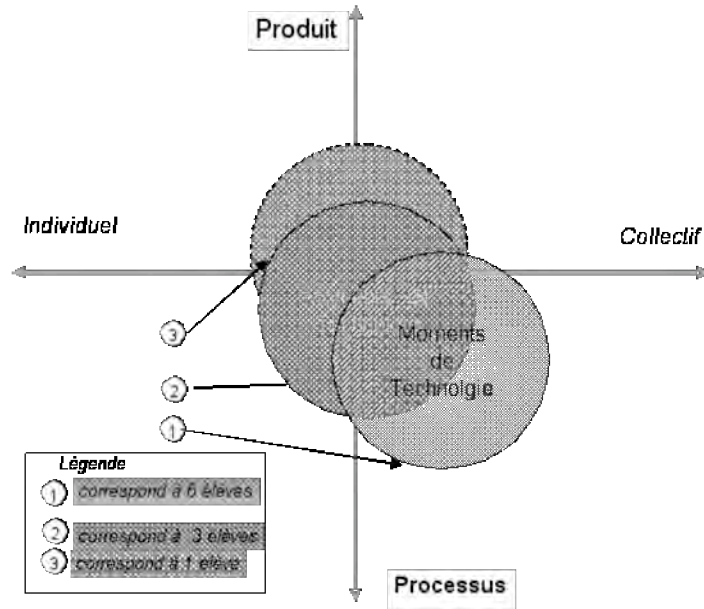 Produit
Individuel
Collectif
Moments
de
Technolgie
3
2
1
Légende
1 correspond à 6 élèves
2 correspond à 3 élèves
3 correspond à 1 elève
Processus